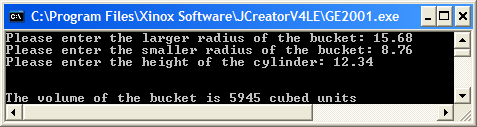 C:\Program Files\Xinox Software\JCreatorV4LE\GE2001.exe
Please enter the larger radius of the bucket: 15.68
Please enter the smaller radius of the bucket: 8.76
Please enter the height of the cylinder: 12.34
The volume of the bucket is 5945 cubed units